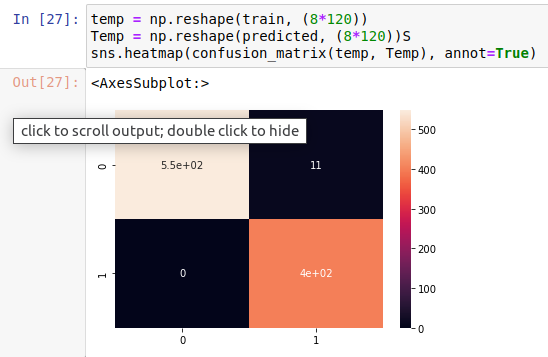 In [27]: temp = np.reshape(train, (8*120))
Temp = np.reshape(predicted, (8*120))S
sns.heatmap(confusion_matrix(temp, Temp), annot=True)
Out[27]: <AxesSubplot:>
click to scroll output; double click to hide
0 5.5e+02 11
1 0 4e+02
0 1
500
400
300
200
100
0